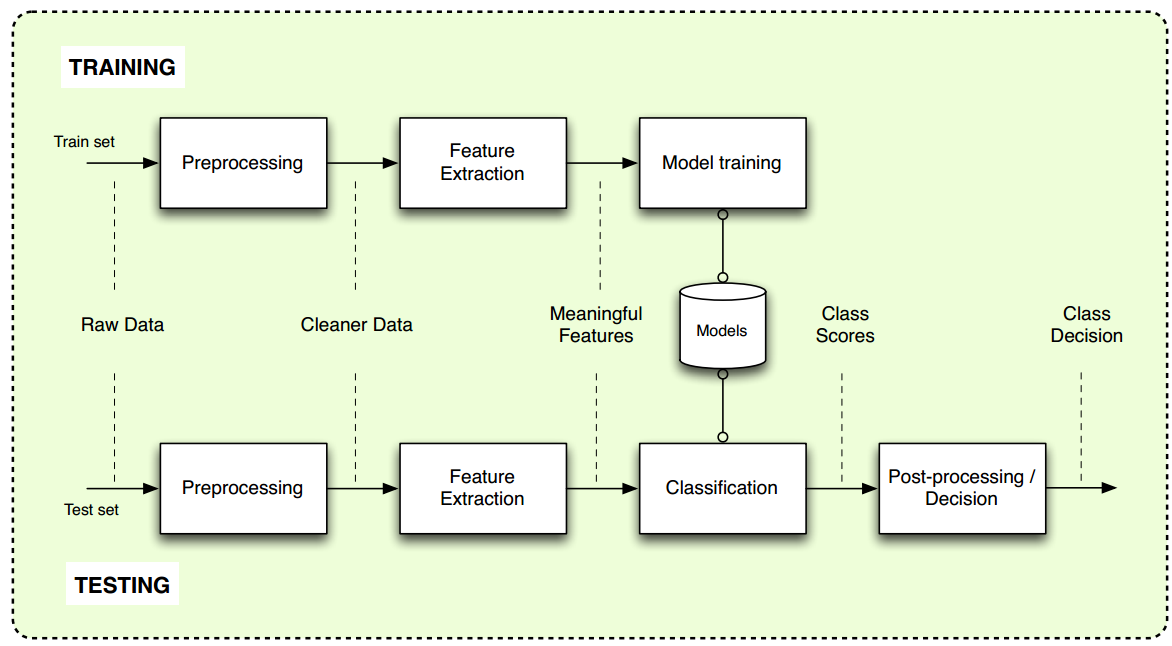 TRAINING
Train set
Preprocessing
Feature
Extraction
Model training
Raw Data
Cleaner Data
Meaningful
Features
Models
Class
Scores
Class
Decision
Test set
Preprocessing
Feature
Extraction
Classification
Post-processing /
Decision
TESTING